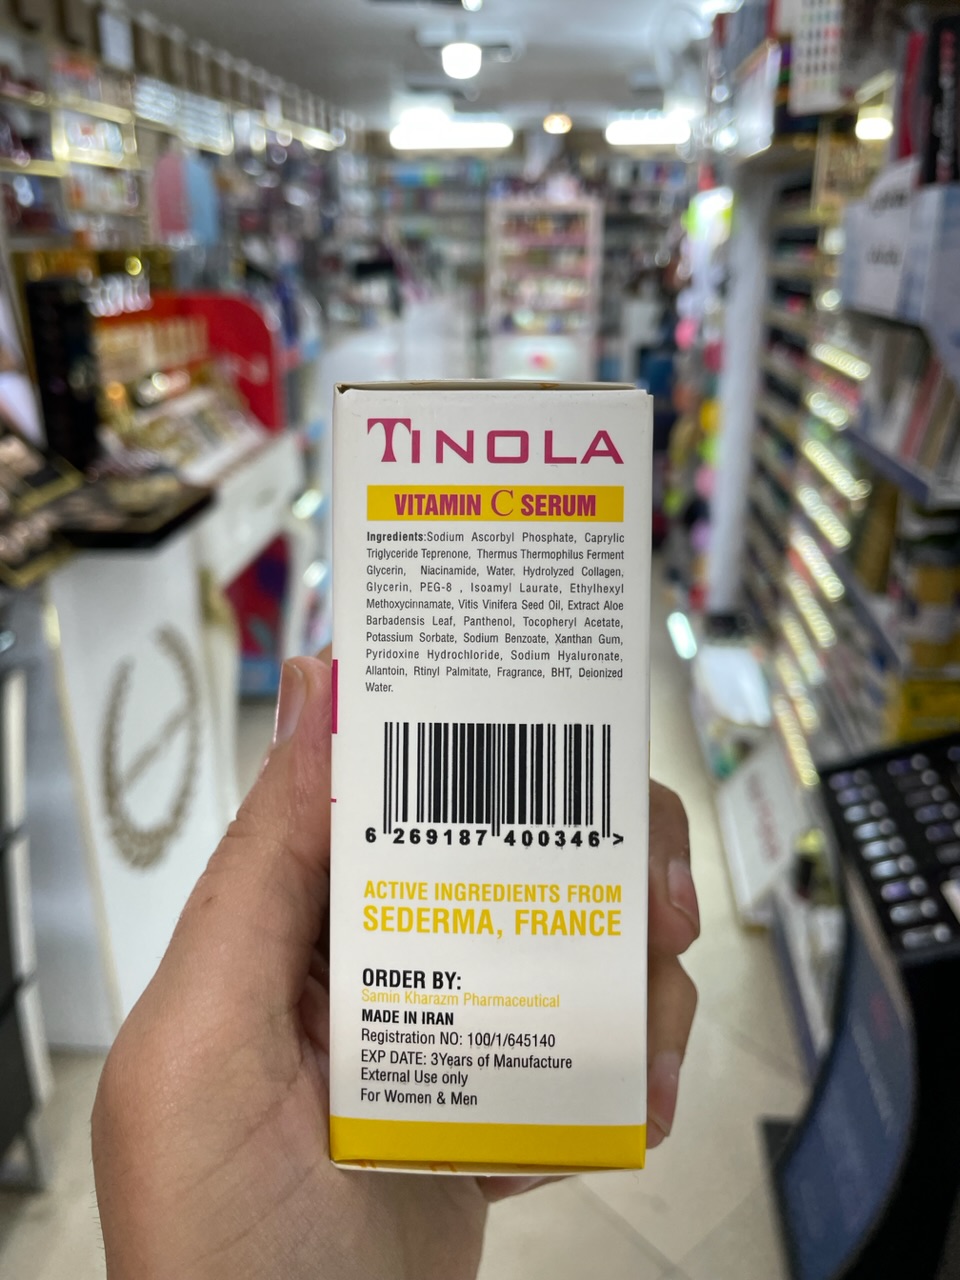 TINOLA
VITAMIN C SERUM
Ingredients:Sodium Ascorbyl Phosphate, Caprylic
Triglyceride Teprenone, Thermus Thermophilus Ferment
Glycerin, Niacinamide, Water, Hydrolyzed Collagen,
Glycerin, PEG-8 , Isoamyl Laurate, Ethylhexyl
Methoxycinnamate, Vitis Vinifera Seed Oil, Extract Aloe
Barbadensis Leaf, Panthenol, Tocopheryl Acetate,
Potassium Sorbate, Sodium Benzoate, Xanthan Gum,
Pyridoxine Hydrochloride, Sodium Hyaluronate,
Allantoin, Rtinyl Palmitate, Fragrance, BHT, Deionized
Water.
6 269187 400346 >
ACTIVE INGREDIENTS FROM
SEDERMA, FRANCE
ORDER BY:
Samin Kharazm Pharmaceutical
MADE IN IRAN
Registration NO: 100/1/645140
EXP DATE: 3Years of Manufacture
External Use only
For Women & Men